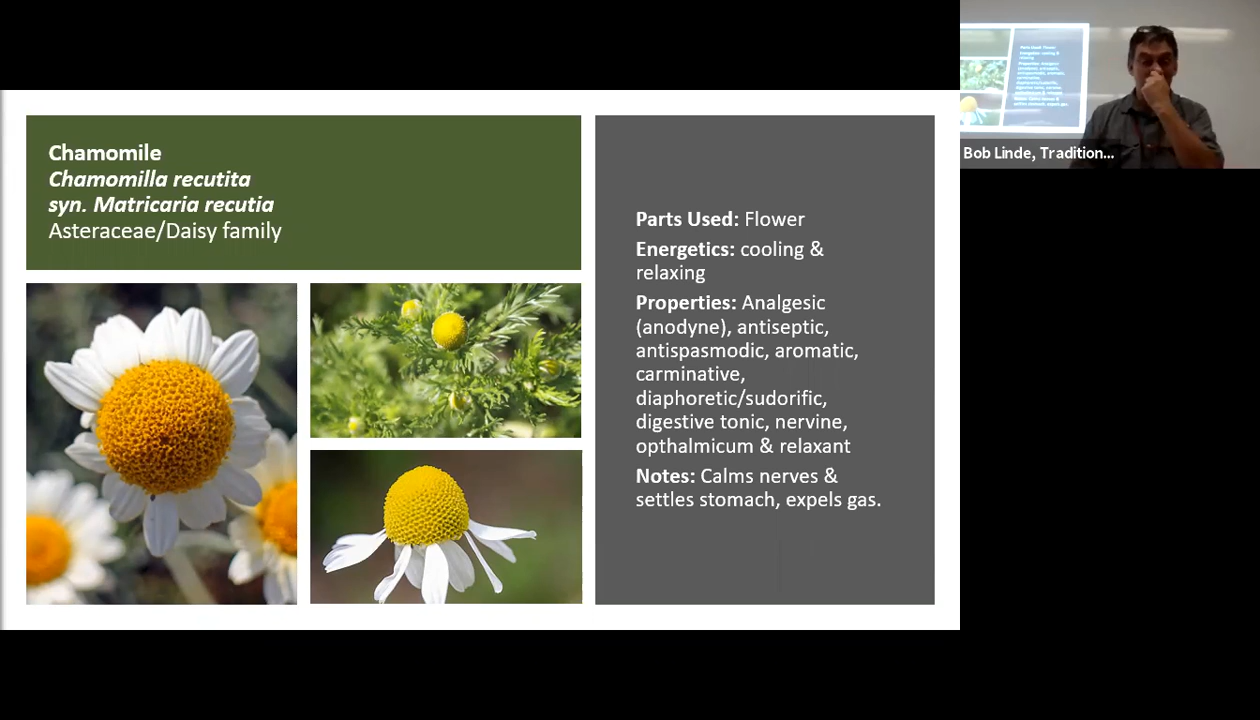 Chamomile
Chamomilla recutita
syn. Matricaria recutia
Asteraceae/Daisy family
Parts Used: Flower
Energetics: cooling &
relaxing
Properties: Analgesic
(anodyne), antiseptic,
antispasmodic, aromatic,
carminative,
diaphoretic/sudorific,
digestive tonic, nervine,
opthalmicum & relaxant
Notes: Calms nerves &
settles stomach, expels gas.
Bob Linde, Tradition...